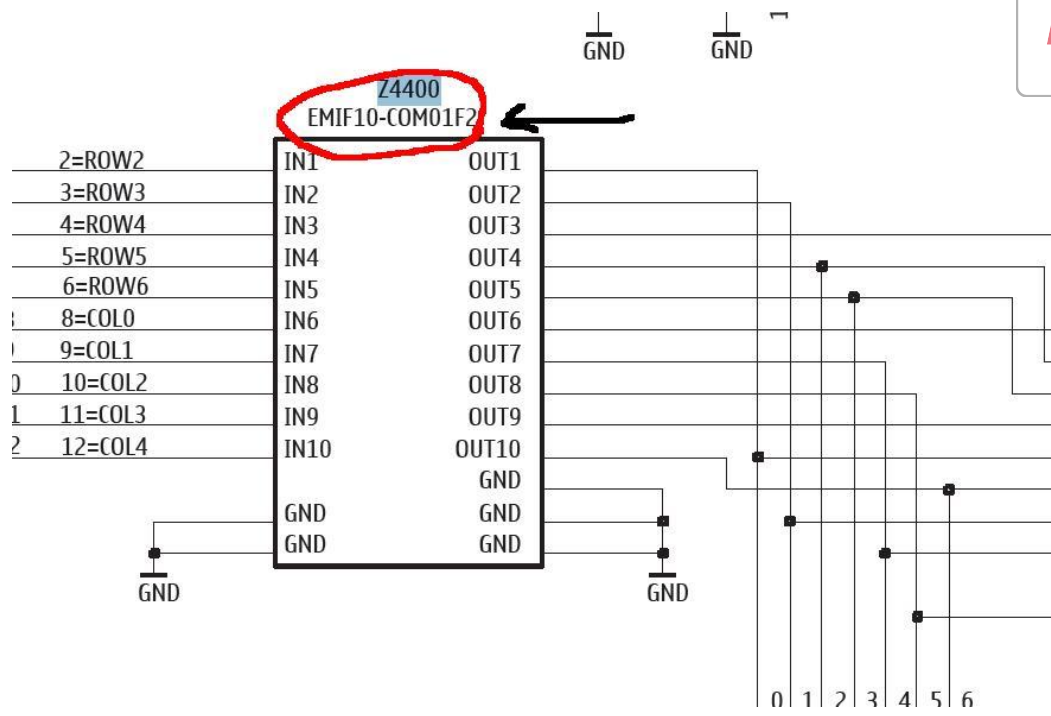 GND GND
Z4400
EMIF10-COM01F2
2=ROW2 IN1 OUT1
3=ROW3 IN2 OUT2
4=ROW4 IN3 OUT3
5=ROW5 IN4 OUT4
6=ROW6 IN5 OUT5
8=COL0 IN6 OUT6
9=COL1 IN7 OUT7
10=COL2 IN8 OUT8
11=COL3 IN9 OUT9
12=COL4 IN10 OUT10
GND
GND GND
GND GND
GND GND
0 1 2 3 4 5 6